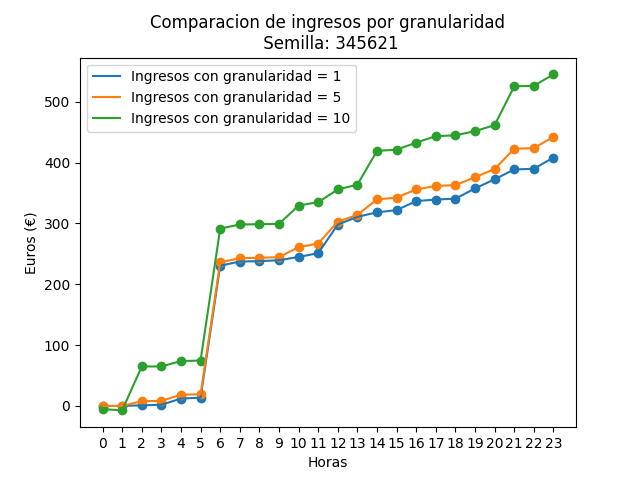 Comparacion de ingresos por granularidad
Semilla: 345621
Ingresos con granularidad = 1
Ingresos con granularidad = 5
Ingresos con granularidad = 10
Euros (€)
500
400
300
200
100
0
0 1 2 3 4 5 6 7 8 9 10 11 12 13 14 15 16 17 18 19 20 21 22 23
Horas